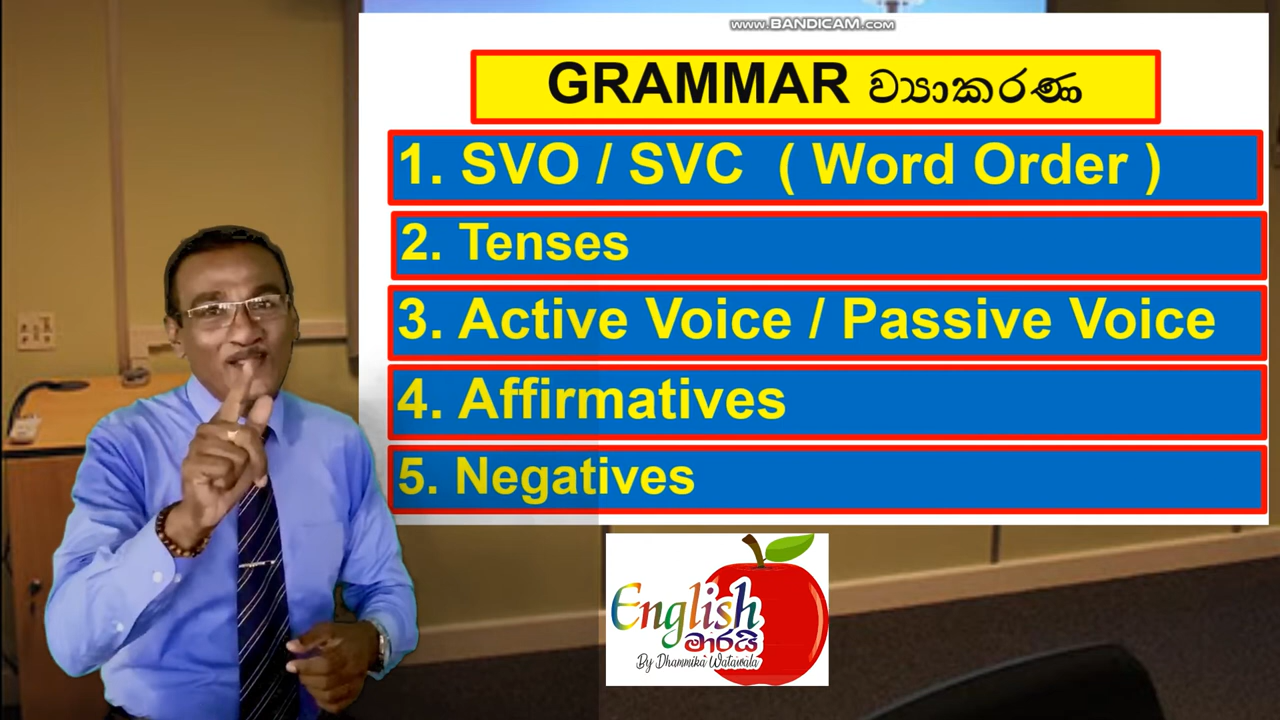 www.BANDICAM.com
GRAMMAR ව්‍යාකරණ
1. SVO / SVC ( Word Order )
2. Tenses
3. Active Voice / Passive Voice
4. Affirmatives
5. Negatives
English
මාරයි
By Dhammika Watawala